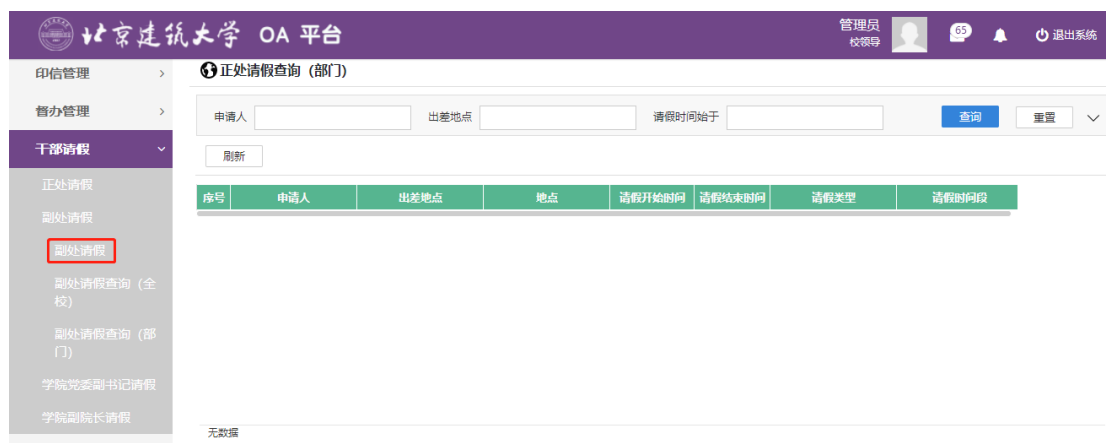 北京建筑大学 OA 平台
管理员
校领导
65
退出系统
印信管理
督办管理
干部请假
正处请假
副处请假
副处请假
副处请假查询（全
校）
副处请假查询（部
门）
学院党委副书记请假
学院副院长请假
正处请假查询（部门）
申请人
出差地点
请假时间始于
查询
重置
刷新
序号 申请人 出差地点 地点 请假开始时间 请假结束时间 请假类型 请假时间段
无数据